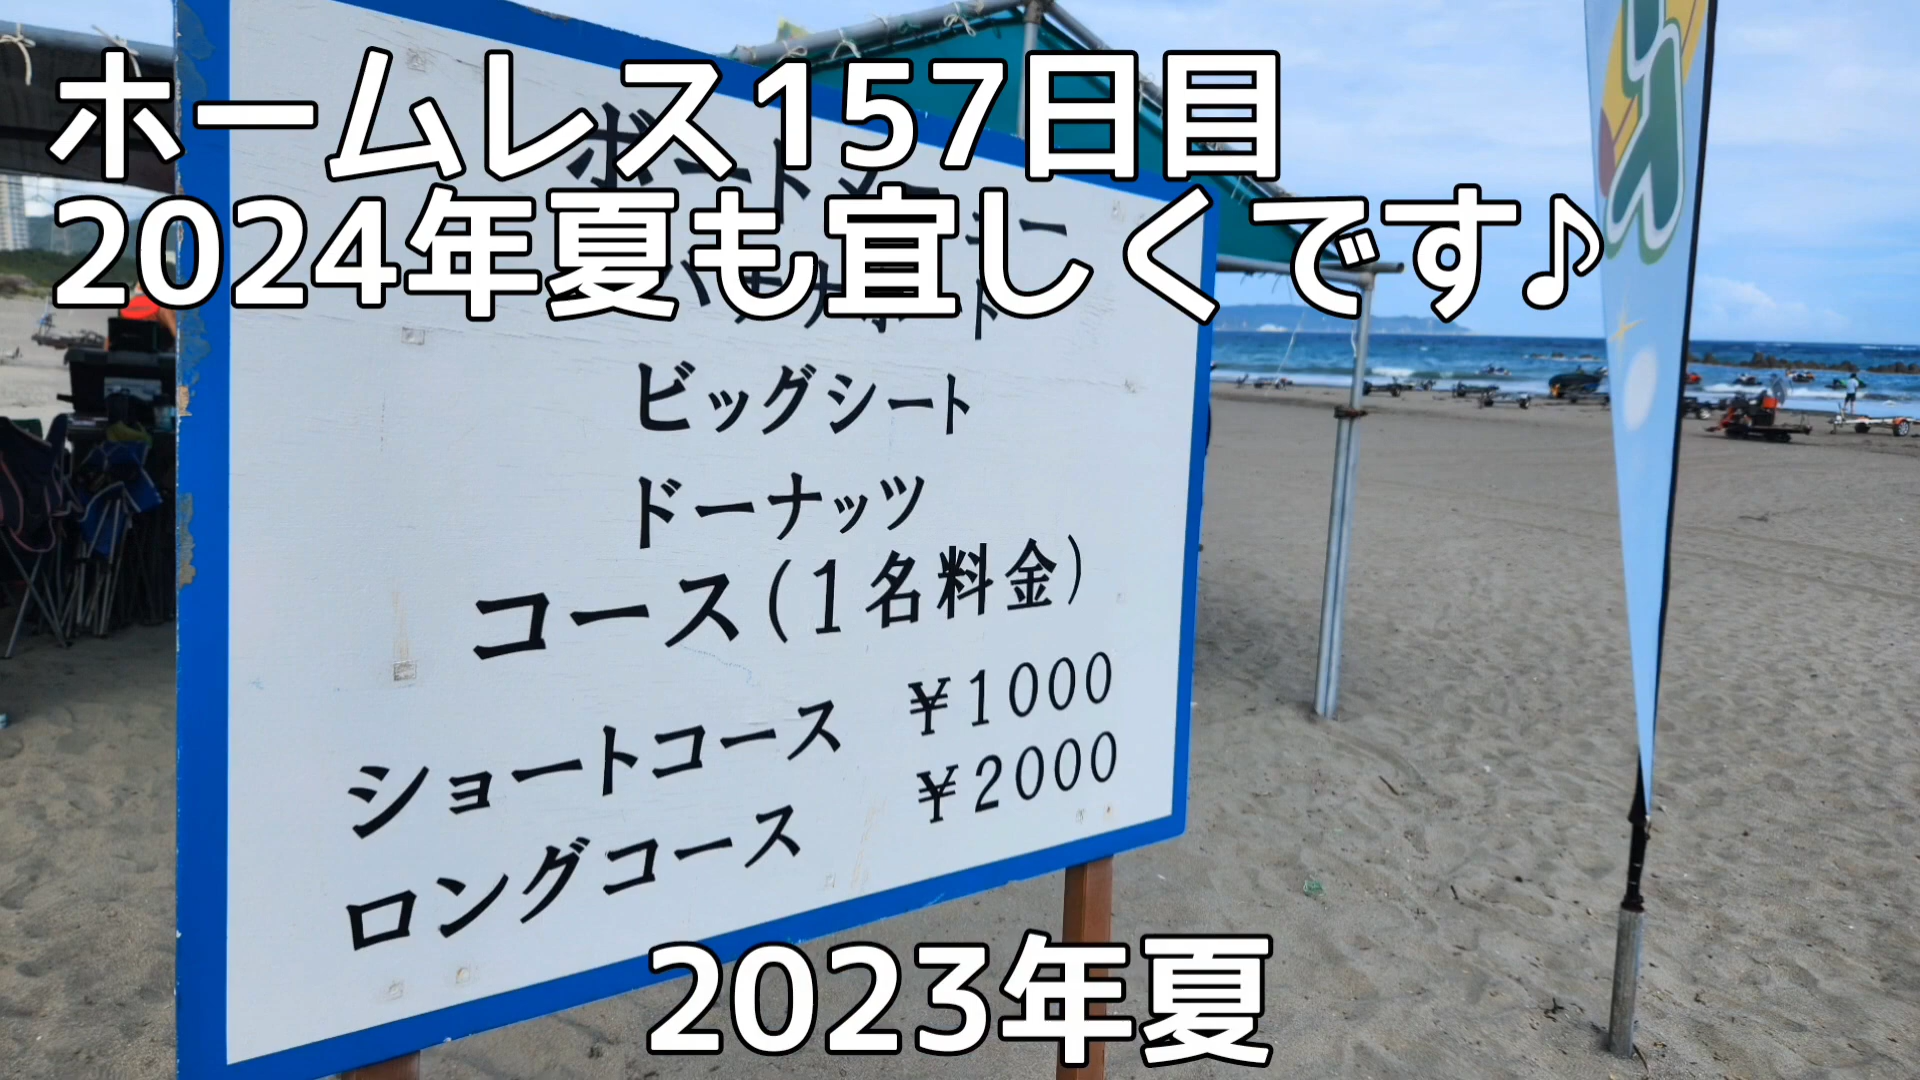 ホームレス157日目
2024年夏も宜しくです♪
ビッグシート
ドーナッツ
コース(1名料金)
ショートコース ¥1000
ロングコース ¥2000
2023年夏
ス